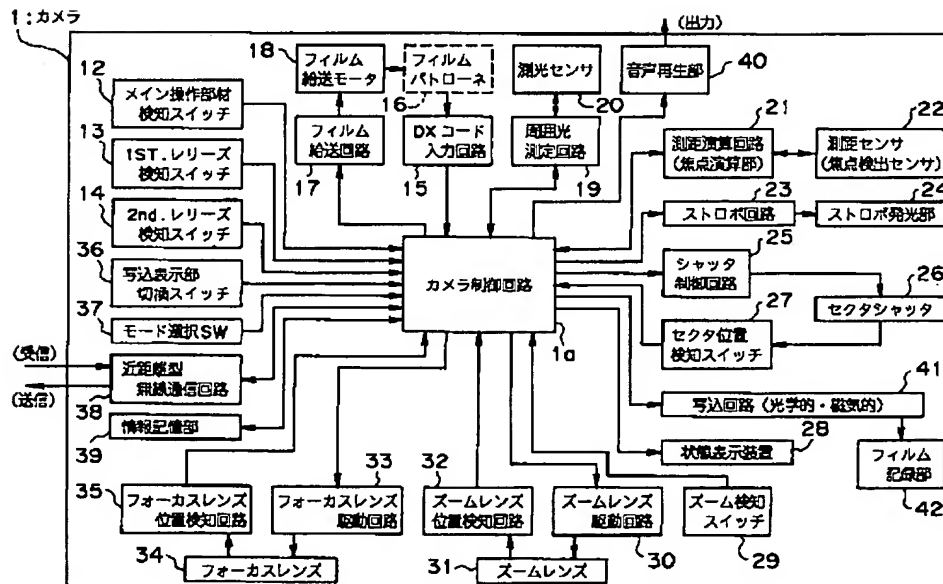 1:カメラ
(出力)
18
フィルム
給送モータ
フィルム
パトローネ
16
測光センサ
20
音声再生部
40
12
メイン操作部材
検知スイッチ
13
1ST.レリーズ
検知スイッチ
14
2nd.レリーズ
検知スイッチ
フィルム
給送回路
17
DXコード
入力回路
15
周囲光
測定回路
19
21
測距演算回路
(焦点演算部)
22
測距センサ
(焦点検出センサ)
23
ストロボ回路
24
ストロボ発光部
36
写込表示部
切換スイッチ
37
モード選択SW
カメラ制御回路
1a
25
シャッタ
制御回路
26
セクタシャッタ
27
セクタ位置
検知スイッチ
(受信)
(送信)
近距離型
無線通信回路
38
情報記憶部
39
41
写込回路(光学的・磁気的)
状態表示装置
28
フィルム
記録部
42
35
フォーカスレンズ
位置検知回路
33
フォーカスレンズ
駆動回路
32
ズームレンズ
位置検知回路
ズームレンズ
駆動回路
30
ズーム検知
スイッチ
29
34
フォーカスレンズ
31
ズームレンズ